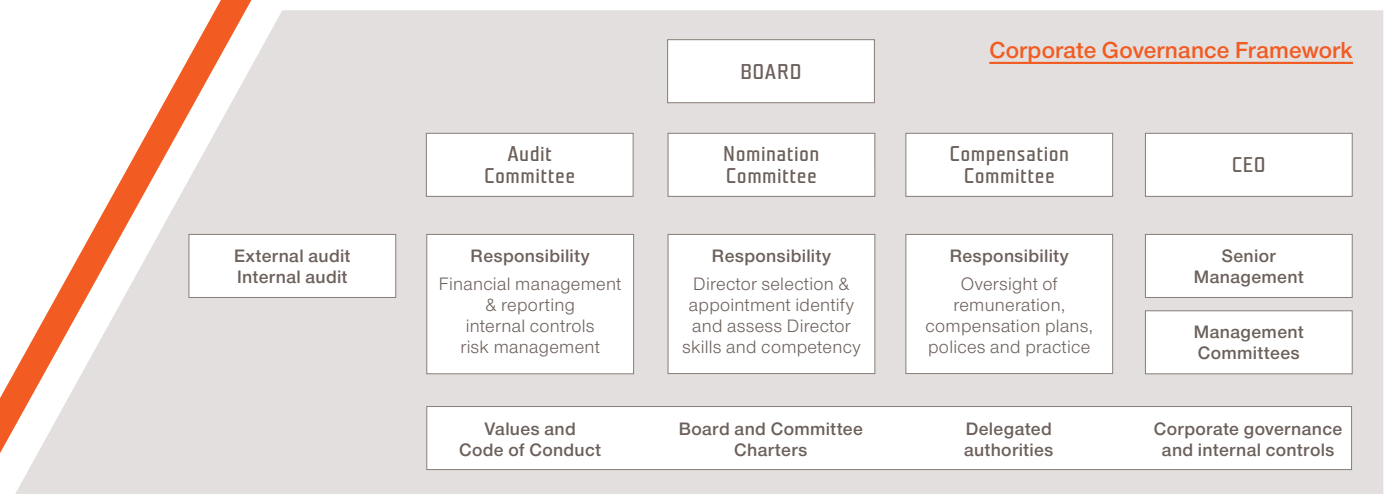 Corporate Governance Framework
BOARD
Audit
Committee
Nomination
Committee
Compensation
Committee
CEO
External audit
Internal audit
Responsibility
Financial management
& reporting
internal controls
risk management
Responsibility
Director selection &
appointment identify
and assess Director
skills and competency
Responsibility
Oversight of
remuneration,
compensation plans,
polices and practice
Senior
Management
Management
Committees
Values and
Code of Conduct
Board and Committee
Charters
Delegated
authorities
Corporate governance
and internal controls